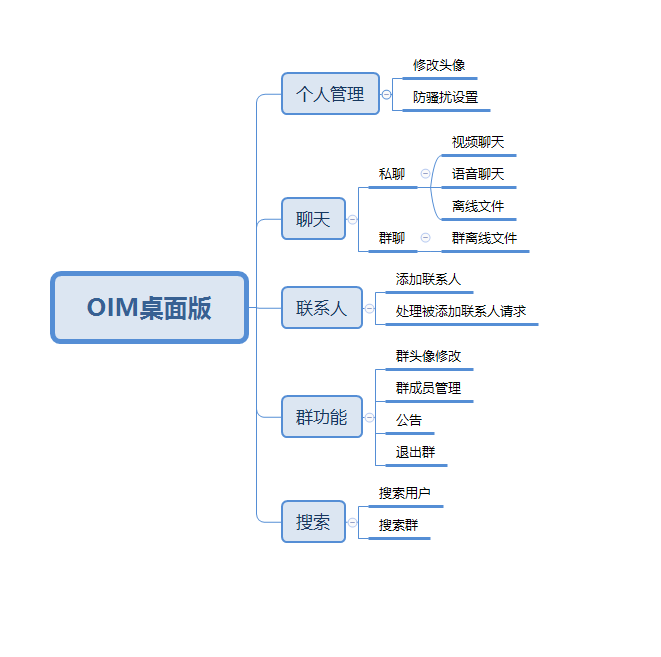 OIM桌面版
个人管理
修改头像
防骚扰设置
聊天
私聊
视频聊天
语音聊天
离线文件
群聊
群离线文件
联系人
添加联系人
处理被添加联系人请求
群功能
群头像修改
群成员管理
公告
退出群
搜索
搜索用户
搜索群